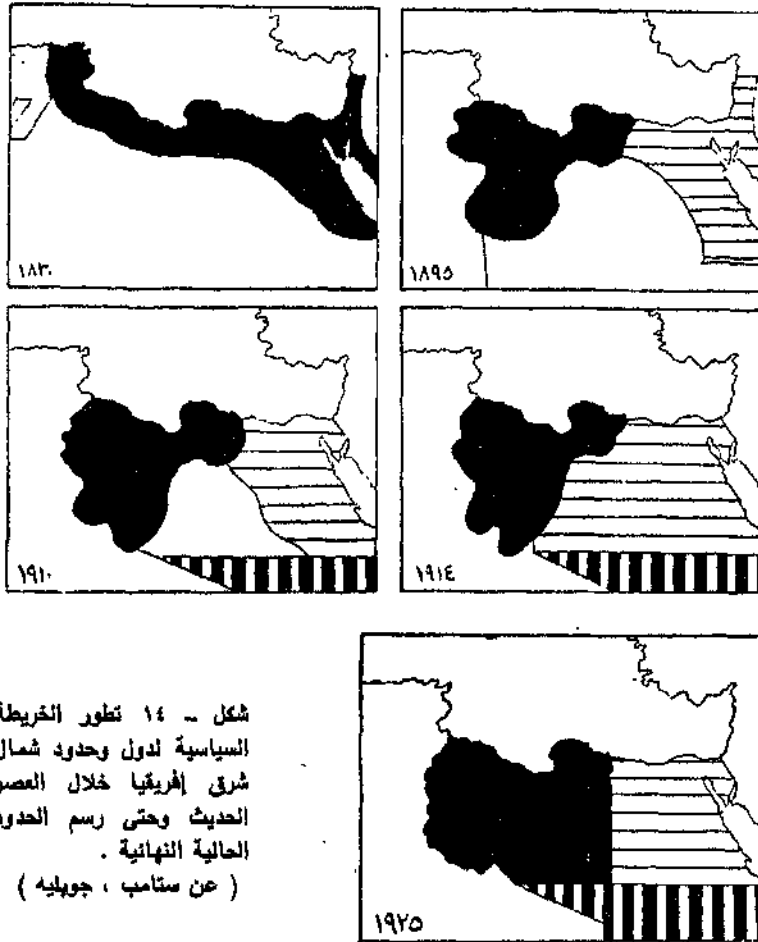 ١٨٣٠
١٨٩٥
١٩١٠
١٩١٤
شكل - ١٤ تطور الخريطة
السياسية لدول وحدود شمال
شرق إفريقيا خلال العصور
الحديث وحتى رسم الحدود
الحالية النهائية .
( عن ستامب ، جوبليه )
١٩٢٥